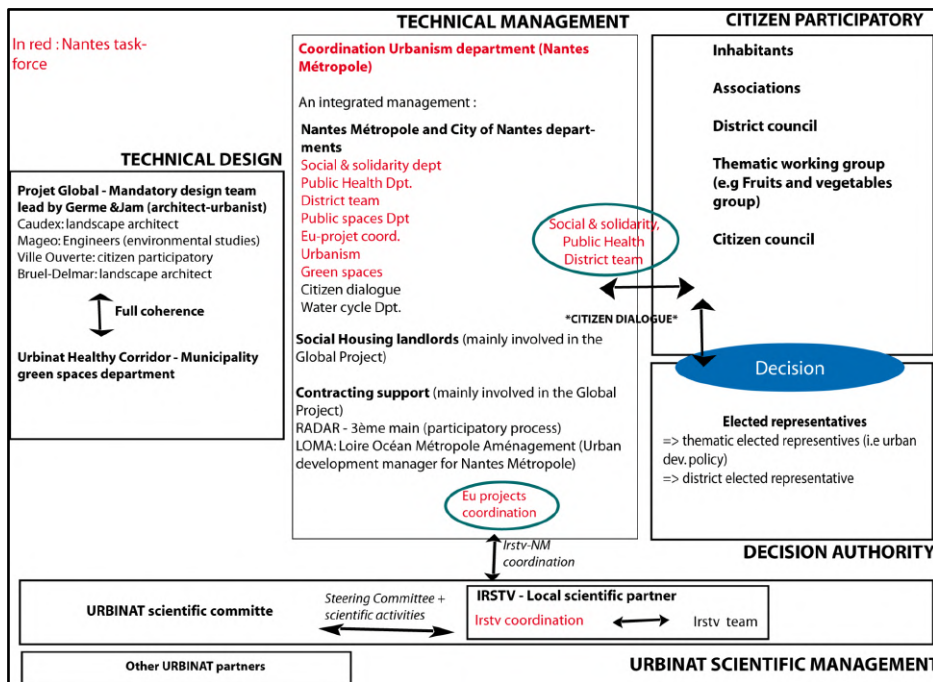 TECHNICAL MANAGEMENT
CITIZEN PARTICIPATORY
In red : Nantes task-
force
Coordination Urbanism department (Nantes
Métropole)
An integrated management :
Nantes Métropole and City of Nantes depart-
ments
Social & solidarity dept
Public Health Dpt.
District team
Public spaces Dpt
Eu-projet coord.
Urbanism
Green spaces
Citizen dialogue
Water cycle Dpt.
Social Housing landlords (mainly involved in the
Global Project)
Contracting support (mainly involved in the Global
Project)
RADAR - 3ème main (participatory process)
LOMA: Loire Océan Métropole Aménagement (Urban
development manager for Nantes Métropole)
Eu projects
coordination
TECHNICAL DESIGN
Projet Global - Mandatory design team
lead by Germe &Jam (architect-urbanist)
Caudex: landscape architect
Mageo: Engineers (environmental studies)
Ville Ouverte: citizen participatory
Bruel-Delmar: landscape architect
Full coherence
Urbinat Healthy Corridor - Municipality
green spaces department
Inhabitants
Associations
District council
Thematic working group
(e.g Fruits and vegetables
group)
Citizen council
Social & solidarity,
Public Health
District team
*CITIZEN DIALOGUE*
Decision
Elected representatives
=> thematic elected representives (i.e urban
dev. policy)
=> district elected representative
DECISION AUTHORITY
Irstv-NM
coordination
URBINAT scientific committe
Steering Committee +
scientific activities
IRSTV - Local scientific partner
Irstv coordination
Irstv team
Other URBINAT partners
URBINAT SCIENTIFIC MANAGEMENT